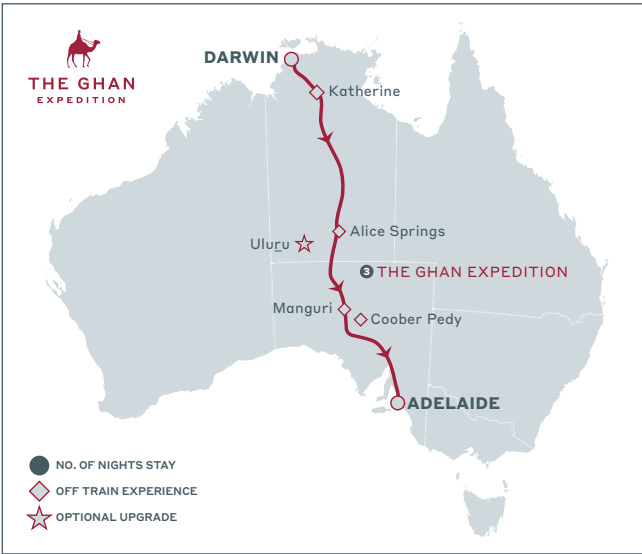 THE GHAN
EXPEDITION
DARWIN
Katherine
Alice Springs
Uluṟu
3 THE GHAN EXPEDITION
Manguri
Coober Pedy
ADELAIDE
NO. OF NIGHTS STAY
OFF TRAIN EXPERIENCE
OPTIONAL UPGRADE